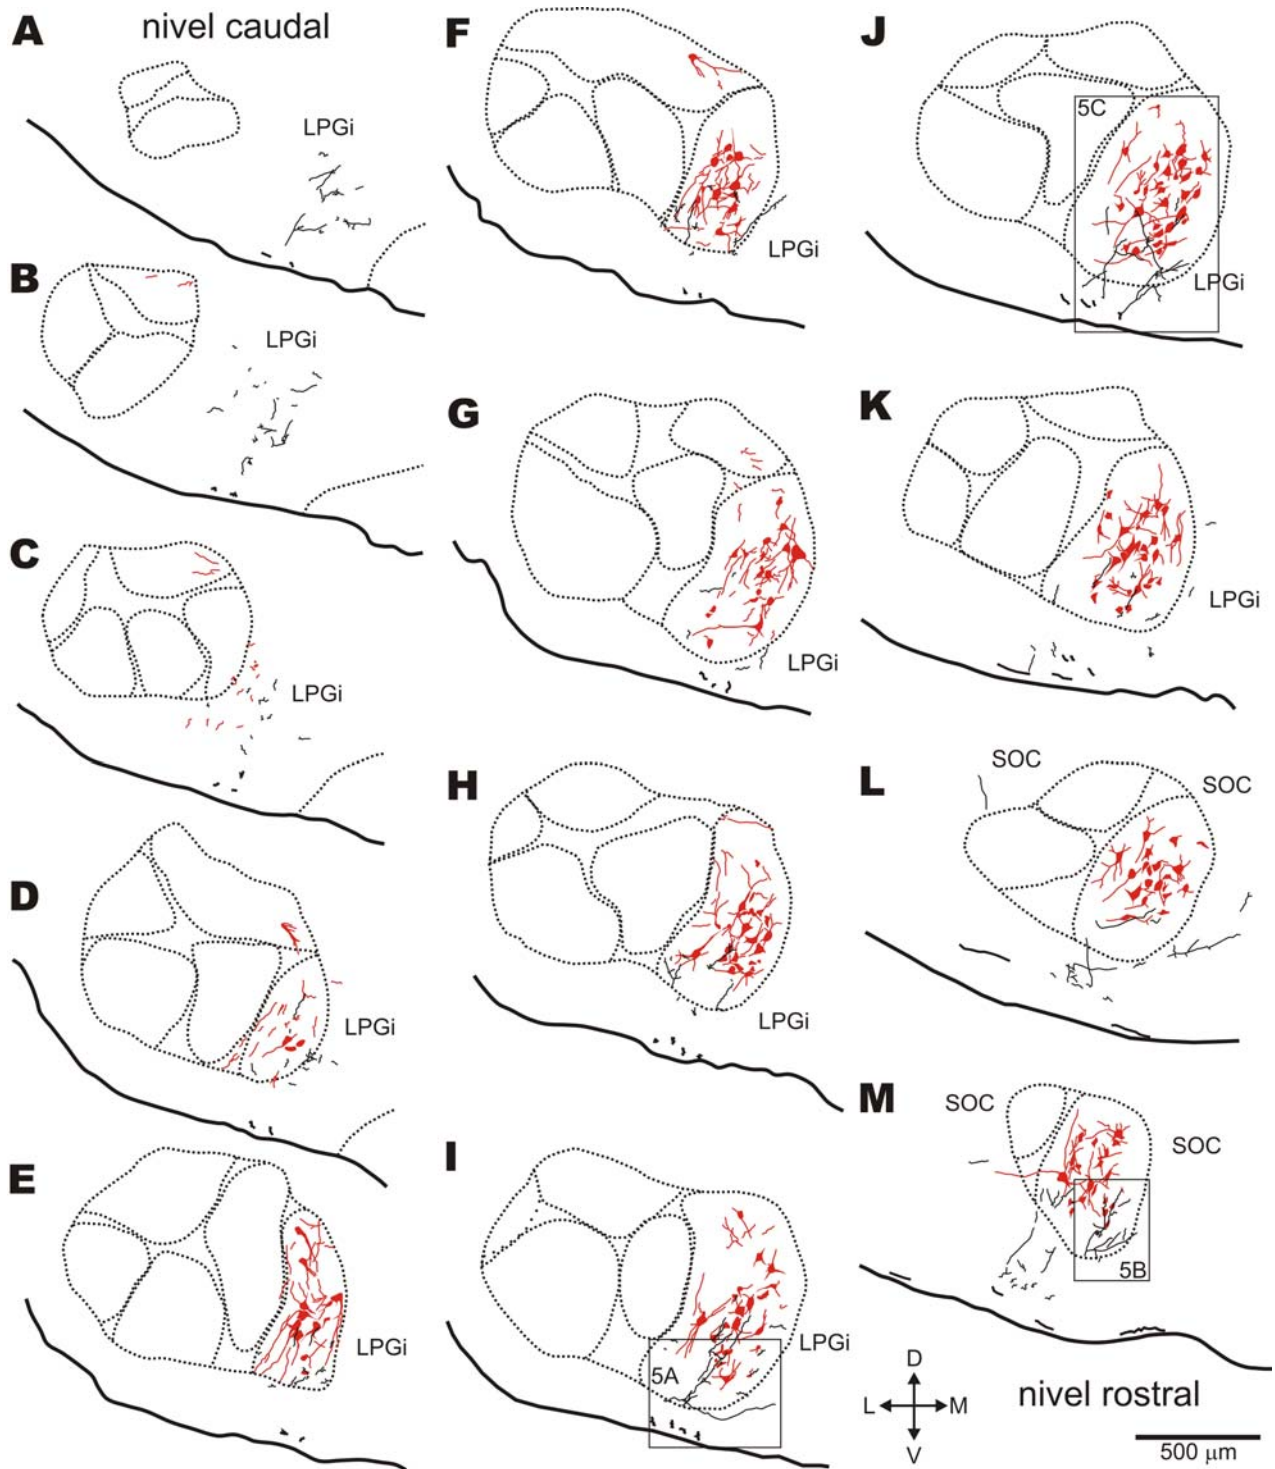 A
nivel caudal
LPGi
B
LPGi
C
LPGi
D
LPGi
E
LPGi
F
LPGi
G
LPGi
H
LPGi
I
5A
LPGi
J
5C
LPGi
K
LPGi
L
SOC
SOC
M
SOC
SOC
5B
D
L M
V
nivel rostral
500 µm